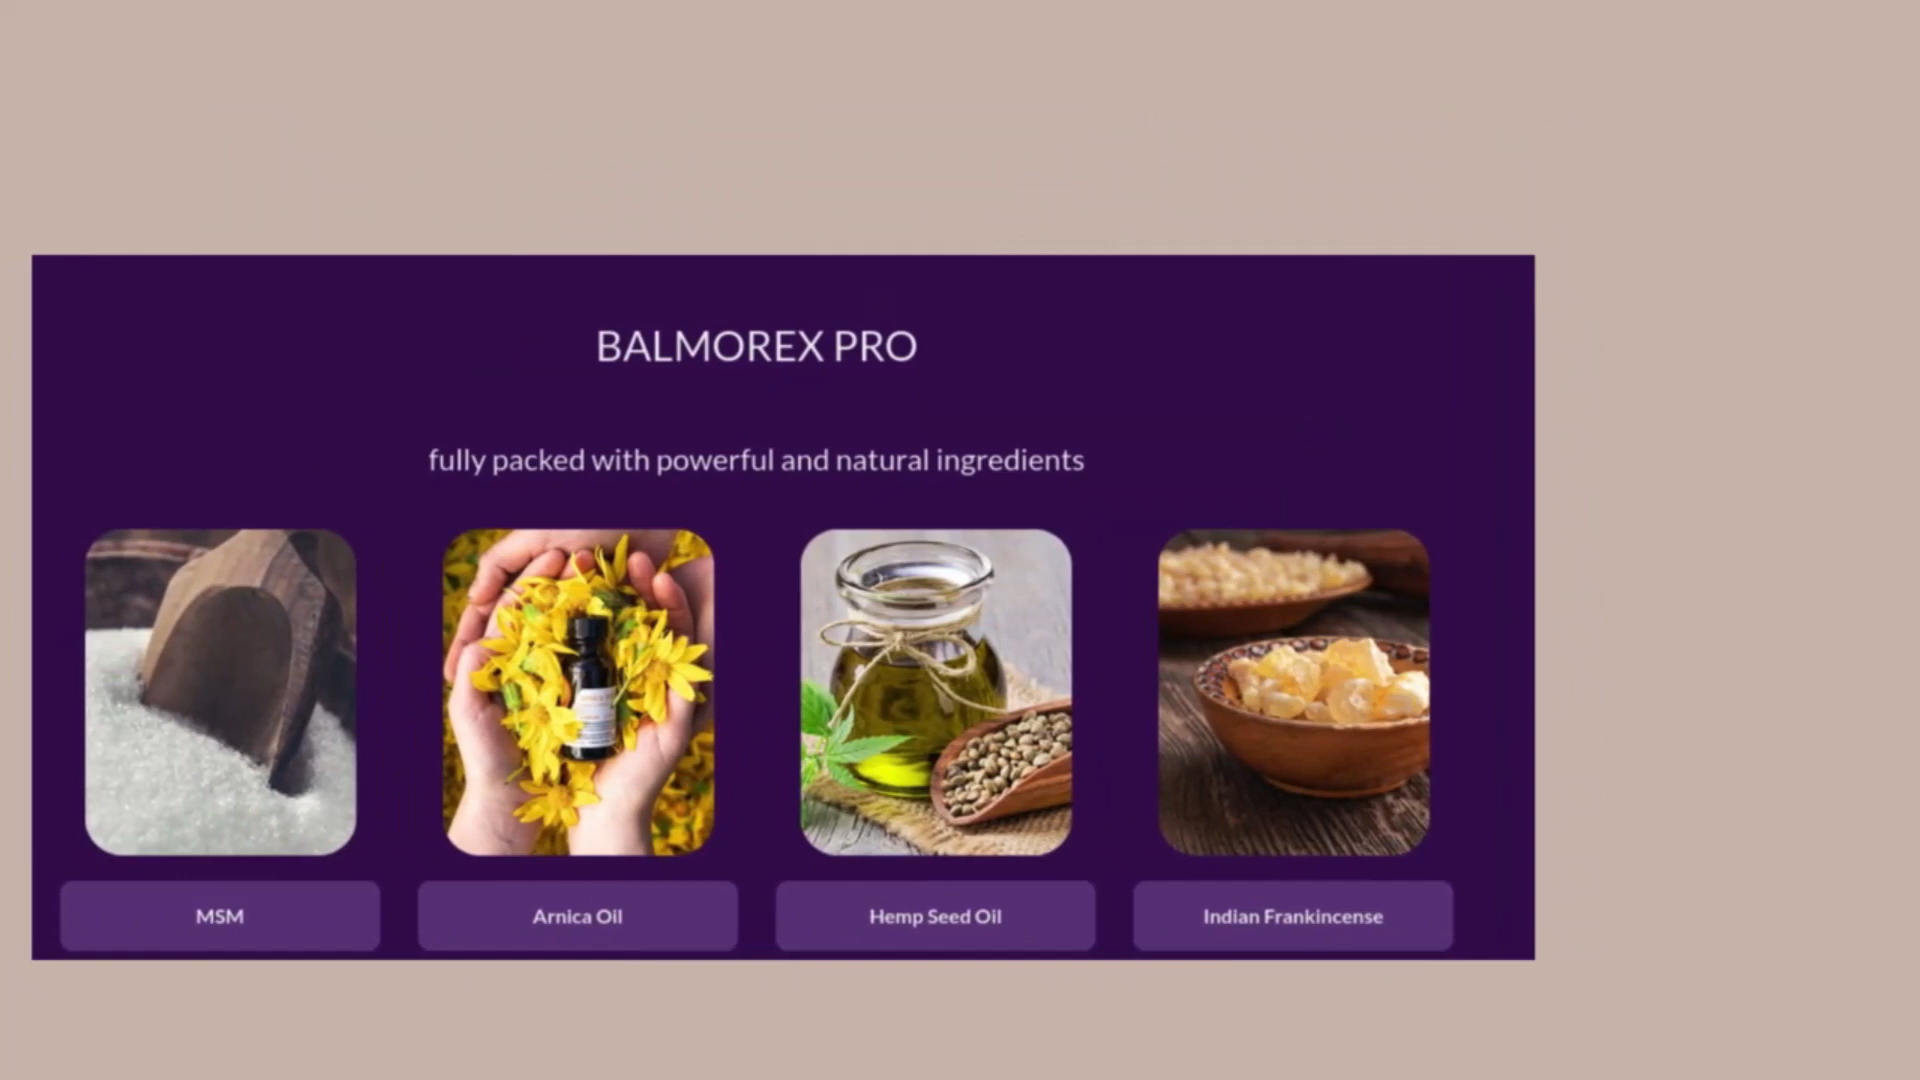 BALMOREX PRO
fully packed with powerful and natural ingredients
MSM
Arnica Oil
Hemp Seed Oil
Indian Frankincense